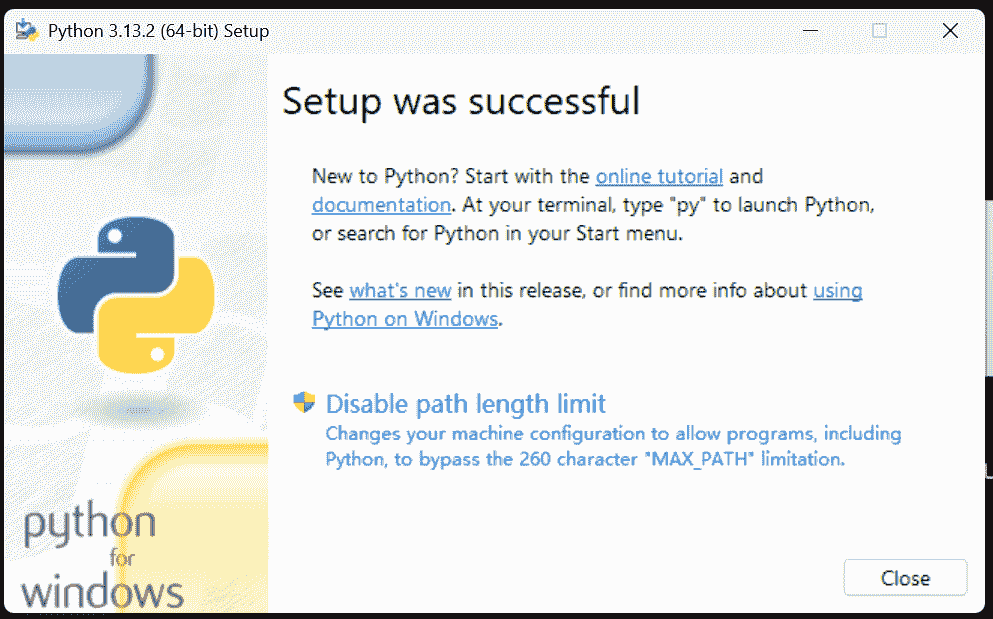 Python 3.13.2 (64-bit) Setup
Setup was successful
New to Python? Start with the online tutorial and
documentation. At your terminal, type "py" to launch Python,
or search for Python in your Start menu.
See what's new in this release, or find more info about using
Python on Windows.
Disable path length limit
Changes your machine configuration to allow programs, including
Python, to bypass the 260 character "MAX_PATH" limitation.
python
for
windows
Close